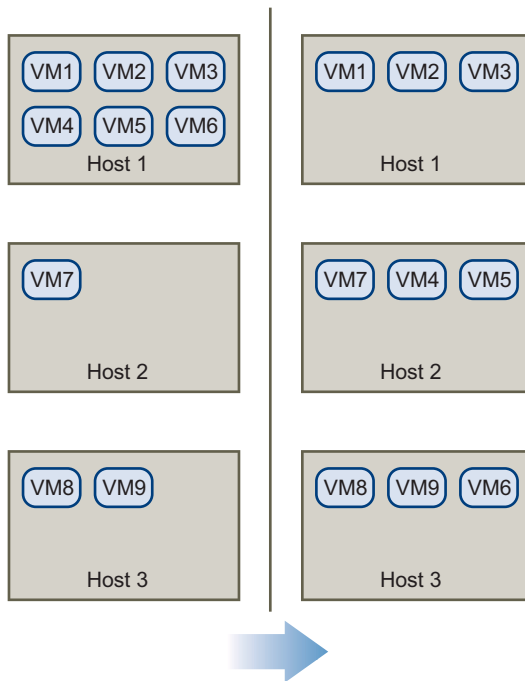 VM1 VM2 VM3
VM4 VM5 VM6
Host 1
VM7
Host 2
VM8 VM9
Host 3
VM1 VM2 VM3
Host 1
VM7 VM4 VM5
Host 2
VM8 VM9 VM6
Host 3